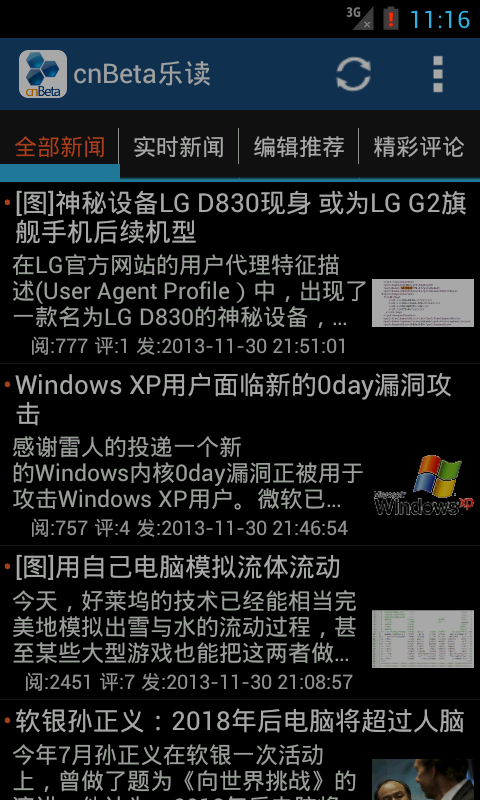 3G
11:16
cnBeta
cnBeta乐读
全部新闻
实时新闻
编辑推荐
精彩评论
[图]神秘设备LG D830现身 或为LG G2旗
舰手机后续机型
在LG官方网站的用户代理特征描
述(User Agent Profile）中，出现了
一款名为LG D830的神秘设备，...
阅:777 评:1 发:2013-11-30 21:51:01
Windows XP用户面临新的0day漏洞攻
击
感谢雷人的投递一个新
的Windows内核0day漏洞正被用于
攻击Windows XP用户。微软已...
Microsoft
Windows xp
阅:757 评:4 发:2013-11-30 21:46:54
[图]用自己电脑模拟流体流动
今天，好莱坞的技术已经能相当完
美地模拟出雪与水的流动过程，甚
至某些大型游戏也能把这两者做...
阅:2451 评:7 发:2013-11-30 21:08:57
软银孙正义：2018年后电脑将超过人脑
今年7月孙正义在软银一次活动
上，曾做了题为《向世界挑战》的